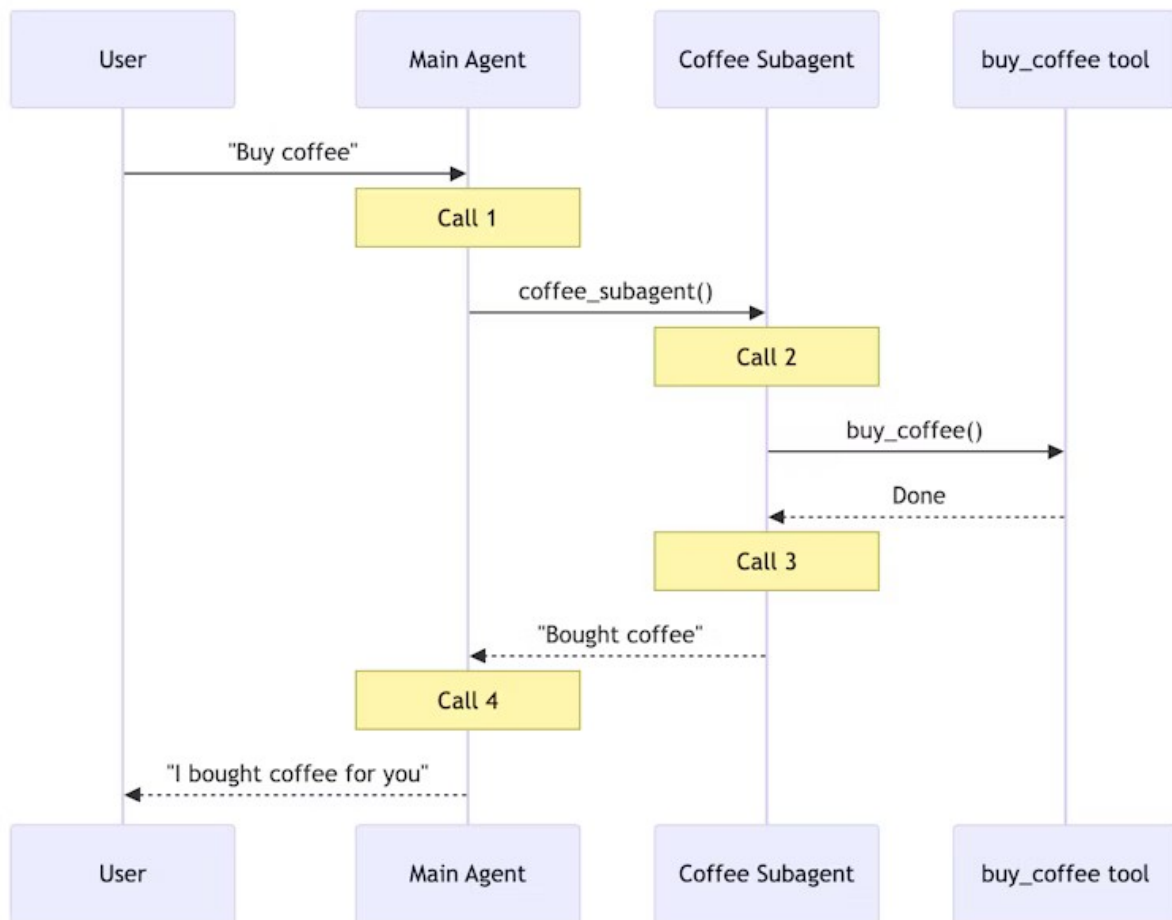 User
Main Agent
Coffee Subagent
buy_coffee tool
"Buy coffee"
Call 1
coffee_subagent()
Call 2
buy_coffee()
Done
Call 3
"Bought coffee"
Call 4
"I bought coffee for you"
User
Main Agent
Coffee Subagent
buy_coffee tool